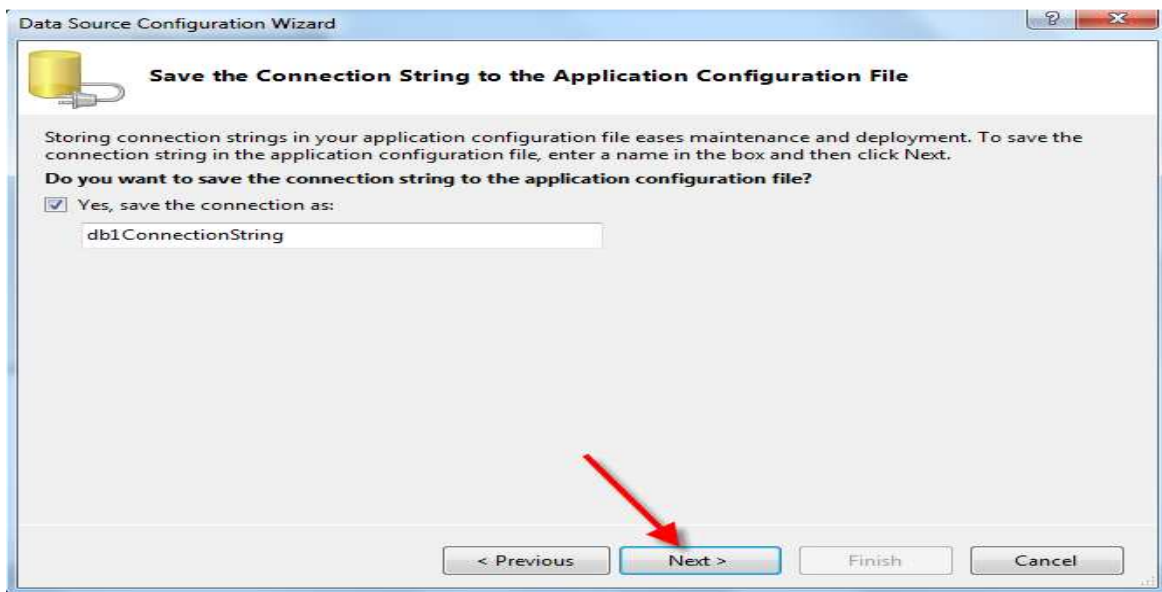 Data Source Configuration Wizard
Save the Connection String to the Application Configuration File
Storing connection strings in your application configuration file eases maintenance and deployment. To save the
connection string in the application configuration file, enter a name in the box and then click Next.
Do you want to save the connection string to the application configuration file?
Yes, save the connection as:
db1ConnectionString
< Previous
Next >
Finish
Cancel